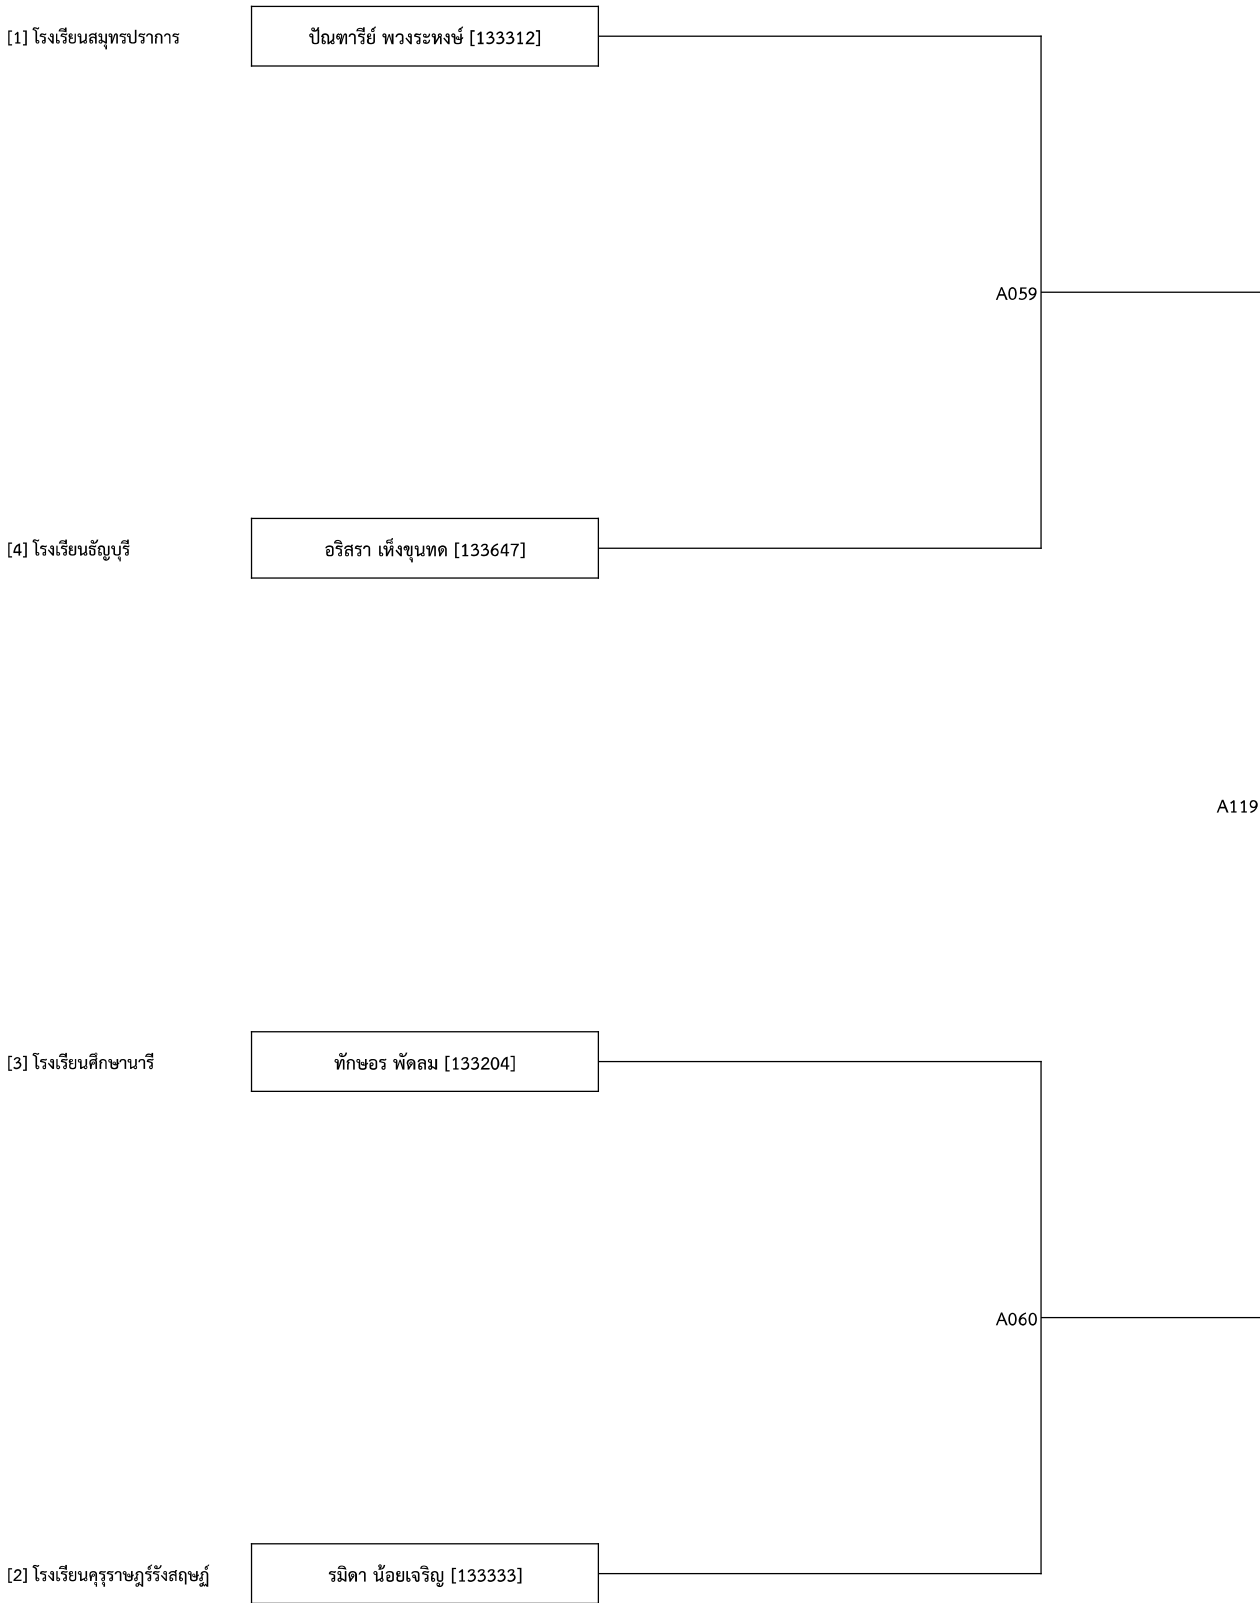 [1] โรงเรียนสมุทรปราการ
ปัณฑารีย์ พวงระหงษ์ [133312]
A059
[4] โรงเรียนธัญบุรี
อริสรา เห็งขุนทด [133647]
A119
[3] โรงเรียนศึกษานารี
ทักษอร พัดลม [133204]
A060
[2] โรงเรียนคุรุราษฎร์รังสฤษฏ์
รมิดา น้อยเจริญ [133333]